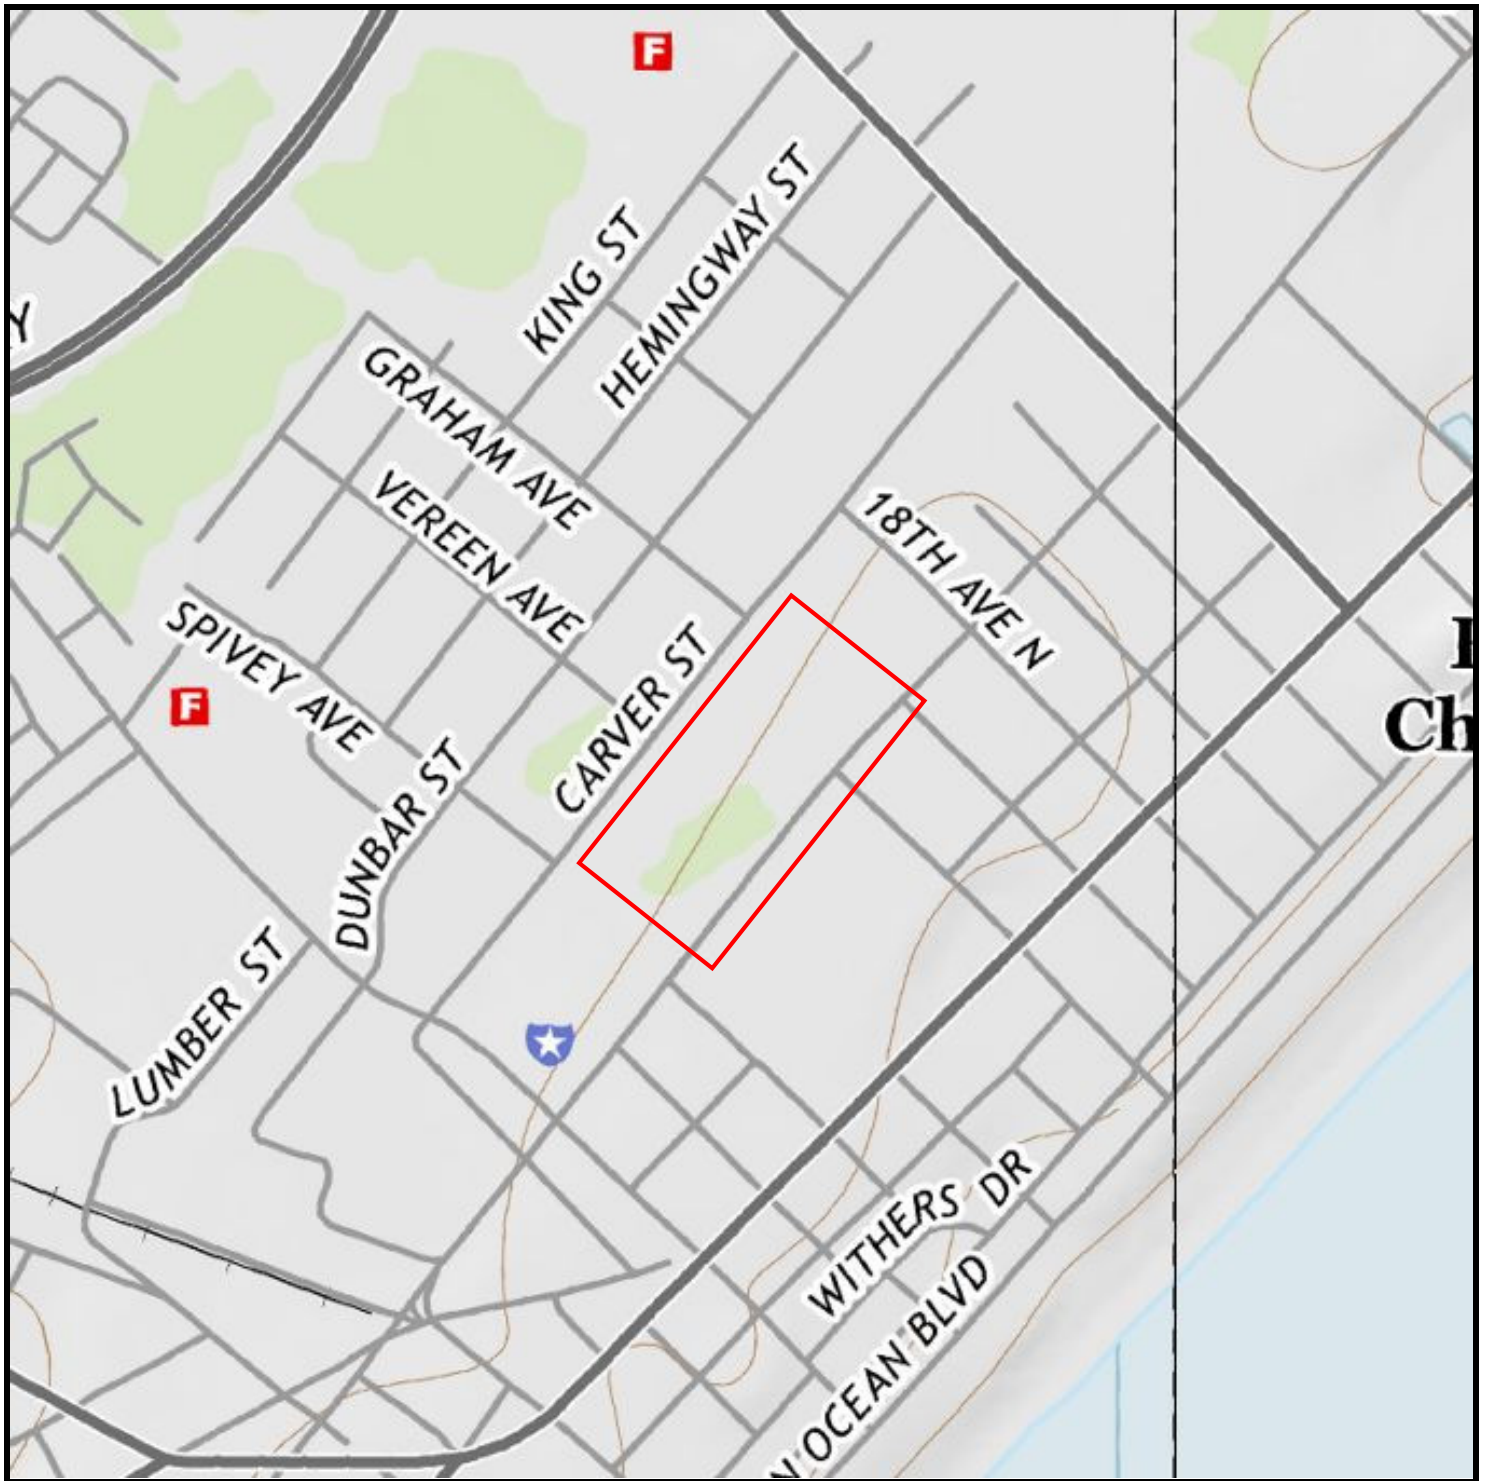 F
KING ST
HEMINGWAY ST
Y
GRAHAM AVE
VEREEN AVE
18TH AVE N
SPIVEY AVE
F
CARVER ST
Ch
DUNBAR ST
LUMBER ST
WITHERS DR
N OCEAN BLVD